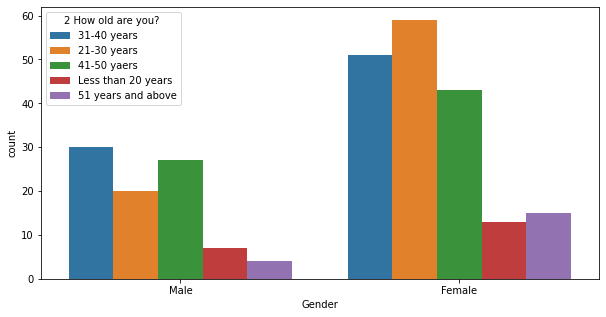 2 How old are you?
31-40 years
21-30 years
41-50 yaers
Less than 20 years
51 years and above
60
50
40
30
20
10
0
count
Male Female
Gender